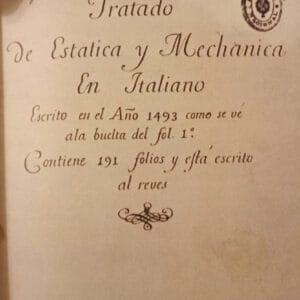 Tratado
de Estatica y Mechanica
En Italiano
Escrito en el Año 1493 como se vé
ala buelta del fol. 1.º
Contiene 191 folios y está escrito
al reves